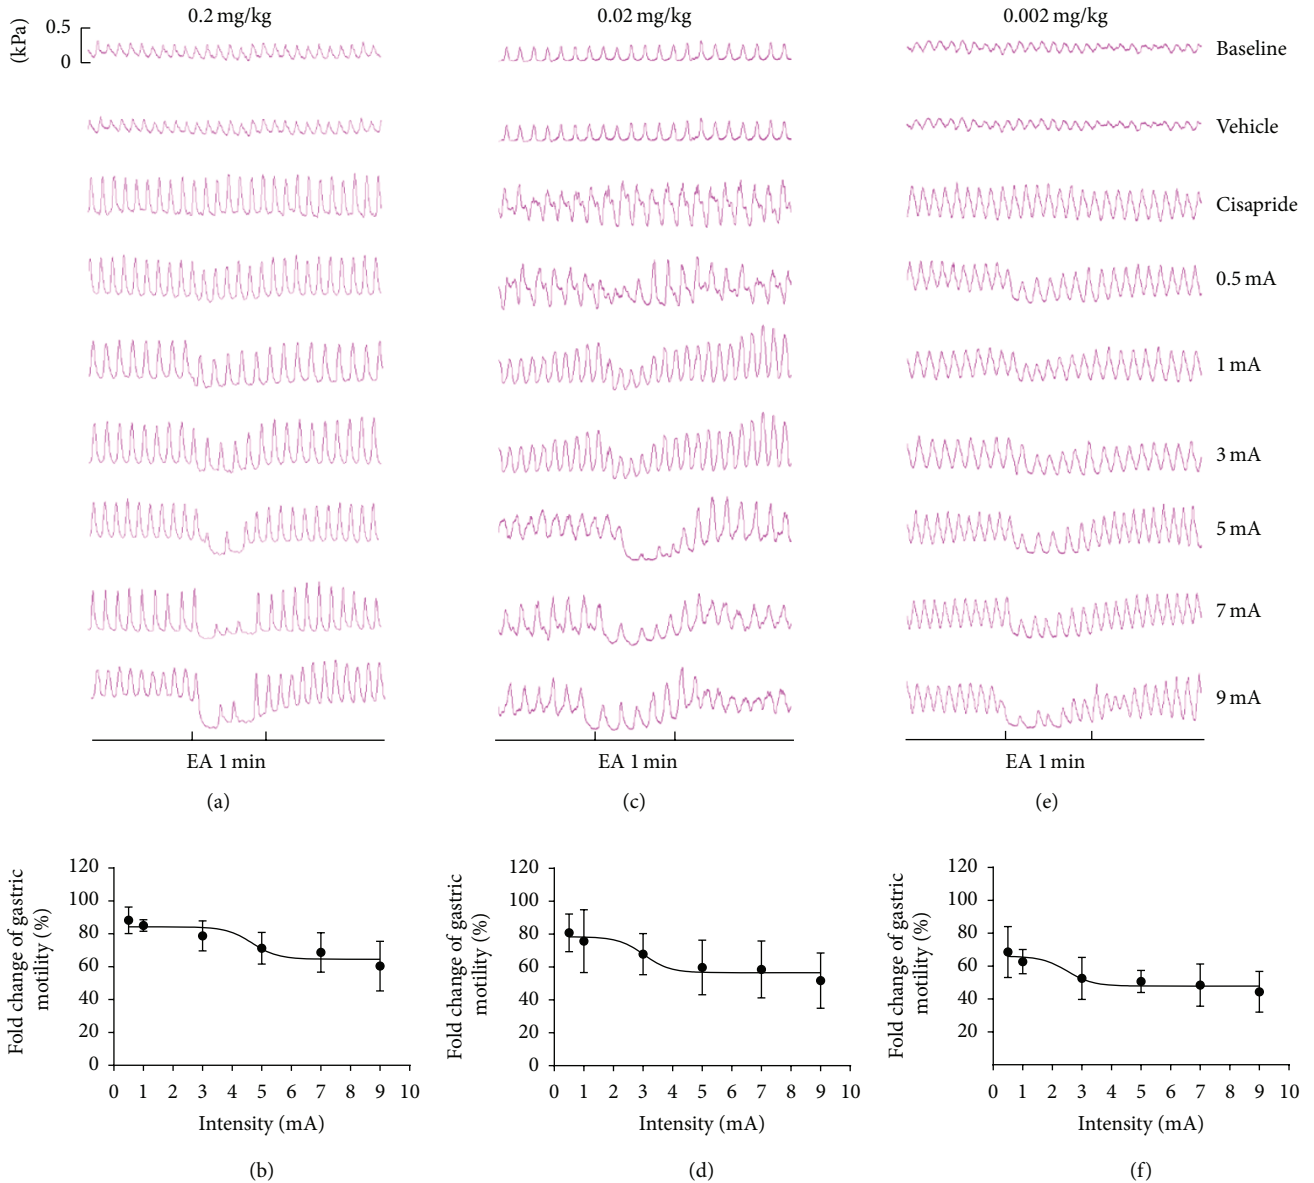 0.2 mg/kg
0.02 mg/kg
0.002 mg/kg
(kPa)
0.5
0
Baseline
Vehicle
Cisapride
0.5 mA
1 mA
3 mA
5 mA
7 mA
9 mA
EA 1 min
EA 1 min
EA 1 min
(a)
(c)
(e)
Fold change of gastric
motility (%)
120
100
80
60
40
20
0
0 1 2 3 4 5 6 7 8 9 10
Intensity (mA)
(b)
Fold change of gastric
motility (%)
120
100
80
60
40
20
0
0 1 2 3 4 5 6 7 8 9 10
Intensity (mA)
(d)
Fold change of gastric
motility (%)
120
100
80
60
40
20
0 1 2 3 4 5 6 7 8 9 10
Intensity (mA)
(f)